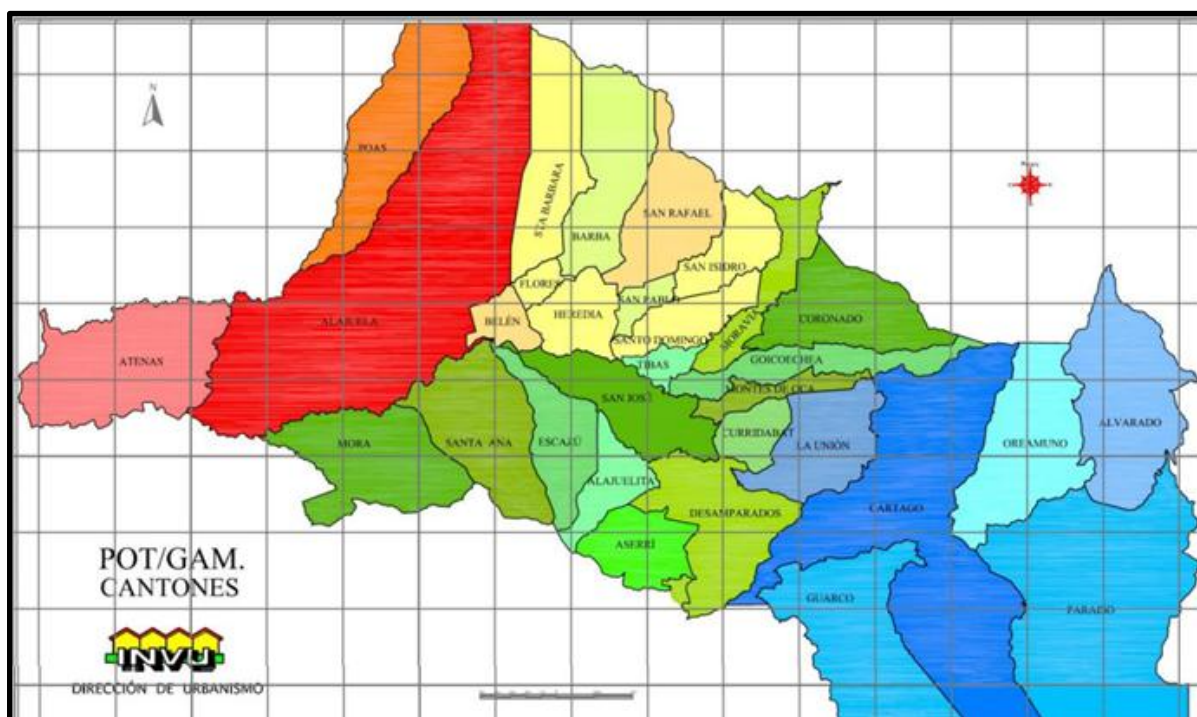 N
POAS
STA BARBARA
BARBA
SAN RAFAEL
SAN ISIDRO
FLORES
SAN PABLO
HEREDIA
BELÉN
SANTO DOMINGO
MORAVIA
CORONADO
ALAJUELA
ATENAS
TIBAS
GOICOECHEA
MONTES DE OCA
SAN JOSÉ
CURRIDABAT
LA UNIÓN
MORA
SANTA ANA
ESCAZÚ
ALAJUELITA
DESAMPARADOS
ASERRÍ
CARTAGO
OREAMUNO
ALVARADO
GUARCO
PARAÍSO
POT/GAM.
CANTONES
INVU
DIRECCIÓN DE URBANISMO